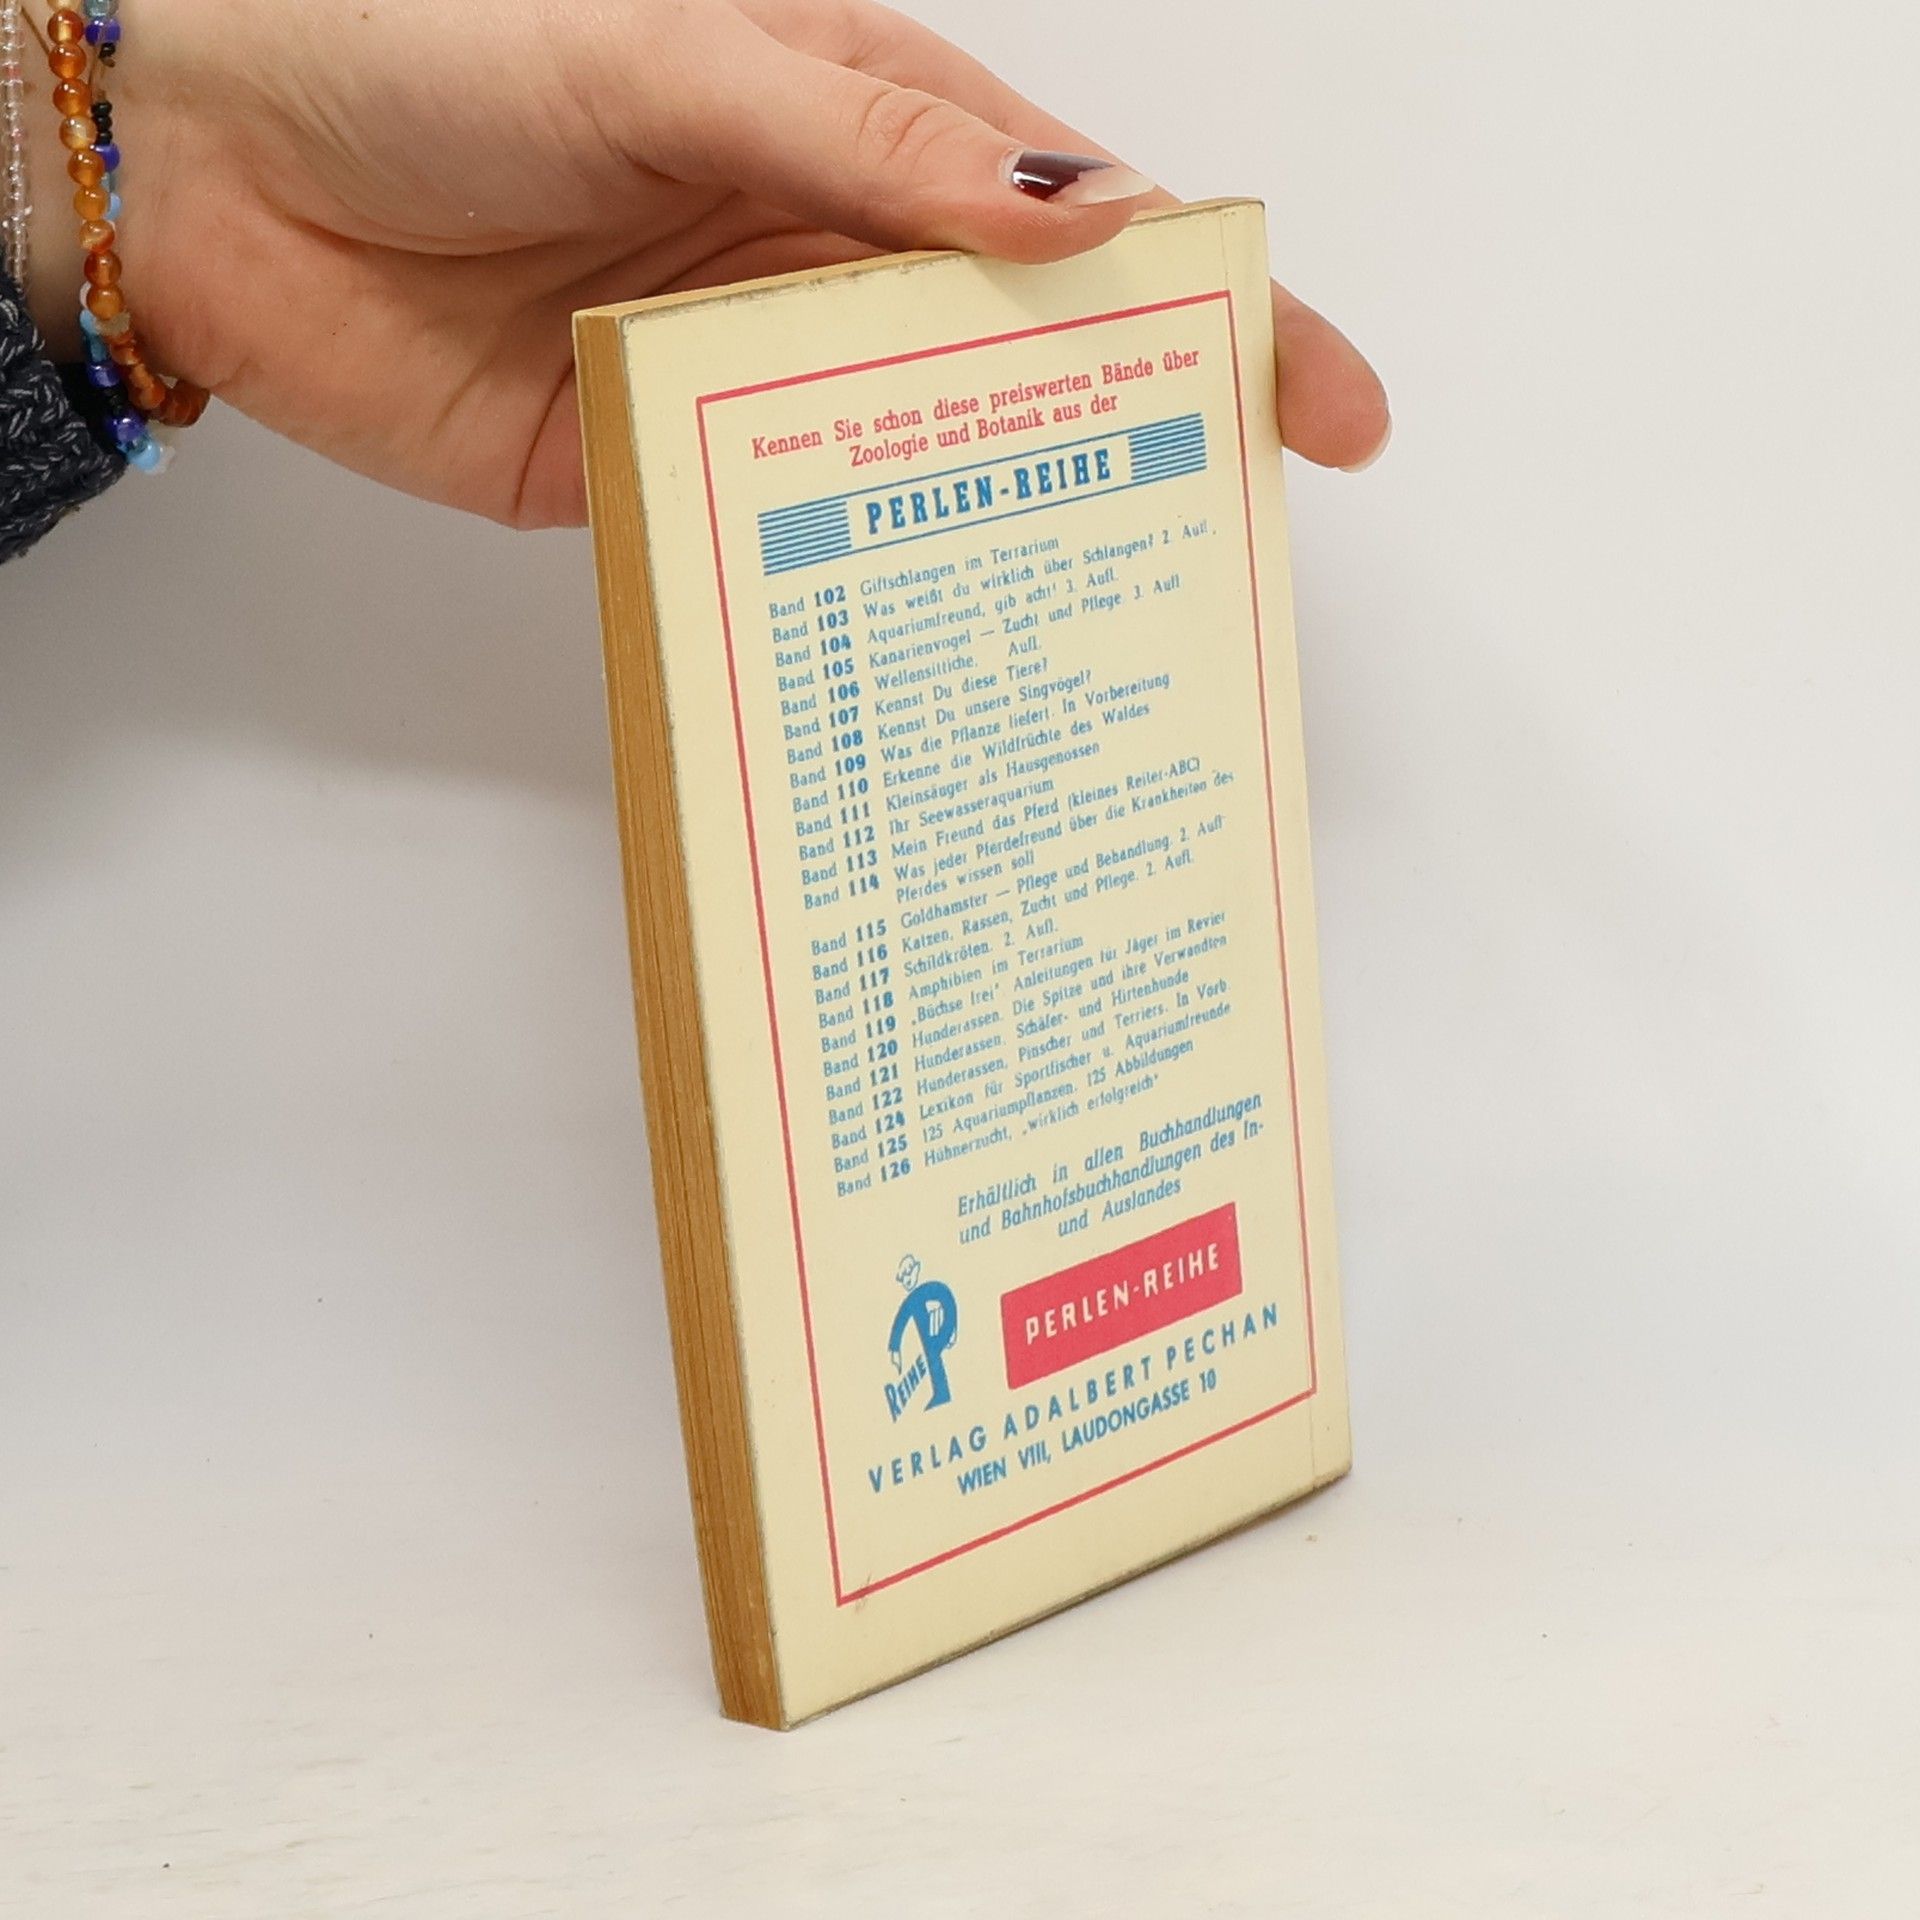 Kennen Sie schon diese preiswerten Bände über
Zoologie und Botanik aus der
PERLEN-REIHE
Band 102 Giftschlangen im Terrarium
Band 103 Was weißt du wirklich über Schlangen? 2. Aufl.
Band 104 Aquariumfreund, gib acht! 3. Aufl.
Band 105 Kanarienvogel — Zucht und Pflege. 3. Aufl
Band 106 Wellensittiche. Aufl.
Band 107 Kennst Du diese Tiere?
Band 108 Kennst Du unsere Singvögel?
Band 109 Was die Pflanze liefert. In Vorbereitung
Band 110 Erkenne die Wildfrüchte des Waldes
Band 111 Kleinsäuger als Hausgenossen
Band 112 Ihr Seewasseraquarium
Band 113 Mein Freund das Pferd (kleines Reiter-ABC)
Band 114 Was jeder Pferdefreund über die Krankheiten des
Pferdes wissen soll
Band 115 Goldhamster — Pflege und Behandlung. 2. Aufl
Band 116 Katzen, Rassen, Zucht und Pflege. 2. Aufl.
Band 117 Schildkröten. 2. Aufl.
Band 118 Amphibien im Terrarium
Band 119 „Büchse frei" Anleitungen für Jäger im Revier
Band 120 Hunderassen. Die Spitze und ihre Verwandten
Band 121 Hunderassen. Schäfer- und Hirtenhunde
Band 122 Hunderassen, Pinscher und Terriers. In Vorb.
Band 124 Lexikon für Sportfischer u. Aquariumfreunde
Band 125 125 Aquariumpflanzen. 125 Abbildungen
Band 126 Hühnerzucht, „wirklich erfolgreich"
Erhältlich in allen Buchhandlungen
und Bahnhofsbuchhandlungen des In-
und Auslandes
REIHE P
PERLEN-REIHE
VERLAG ADALBERT PECHAN
WIEN VIII, LAUDONGASSE 10